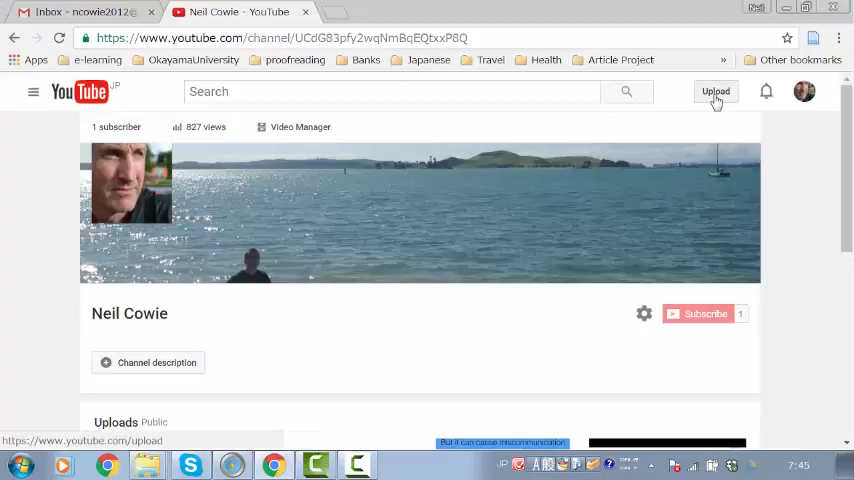 Inbox - ncowie2012@
Neil Cowie - YouTube
Neil
https://www.youtube.com/channel/UCdG83pfy2wqNmBqEQtxxP8Q
Apps
e-learning
OkayamaUniversity
proofreading
Banks
Japanese
Travel
Health
Article Project
»
Other bookmarks
YouTube JP
Search
Upload
1 subscriber
827 views
Video Manager
Neil Cowie
Subscribe 1
Channel description
Uploads Public
https://www.youtube.com/upload
But it can cause miscommunication
JP
A 般
7:45